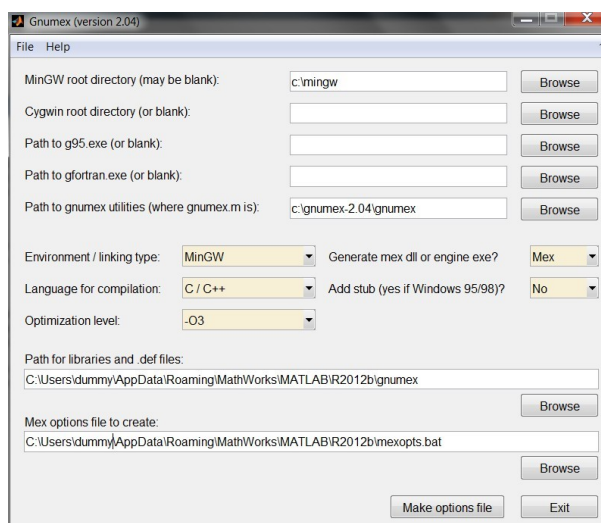 Gnumex (version 2.04)
File Help
MinGW root directory (may be blank): c:\mingw Browse
Cygwin root directory (or blank): Browse
Path to g95.exe (or blank): Browse
Path to gfortran.exe (or blank): Browse
Path to gnumex utilities (where gnumex.m is): c:\gnumex-2.04\gnumex Browse
Environment / linking type: MinGW Generate mex dll or engine exe? Mex
Language for compilation: C / C++ Add stub (yes if Windows 95/98)? No
Optimization level: -O3
Path for libraries and .def files:
C:\Users\dummy\AppData\Roaming\MathWorks\MATLAB\R2012b\gnumex
Browse
Mex options file to create:
C:\Users\dummy\AppData\Roaming\MathWorks\MATLAB\R2012b\mexopts.bat
Browse
Make options file Exit